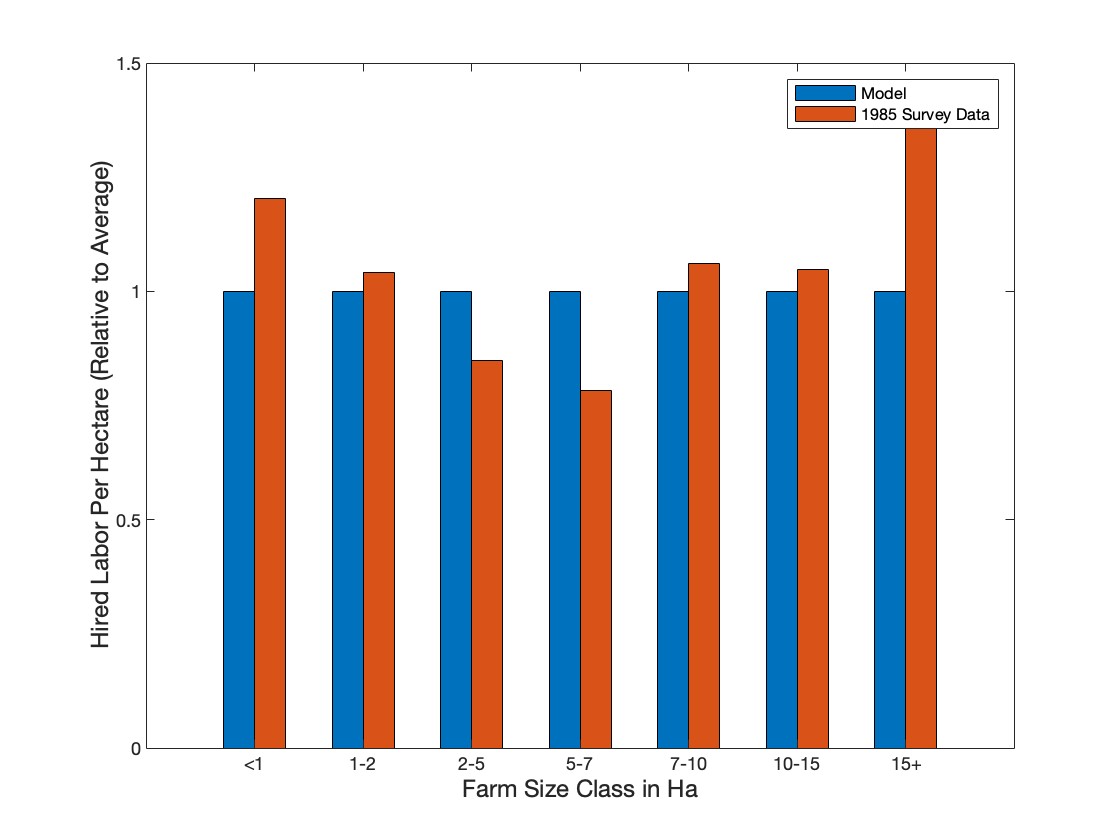 1.5
1
0.5
0
Hired Labor Per Hectare (Relative to Average)
Model
1985 Survey Data
<1 1-2 2-5 5-7 7-10 10-15 15+
Farm Size Class in Ha